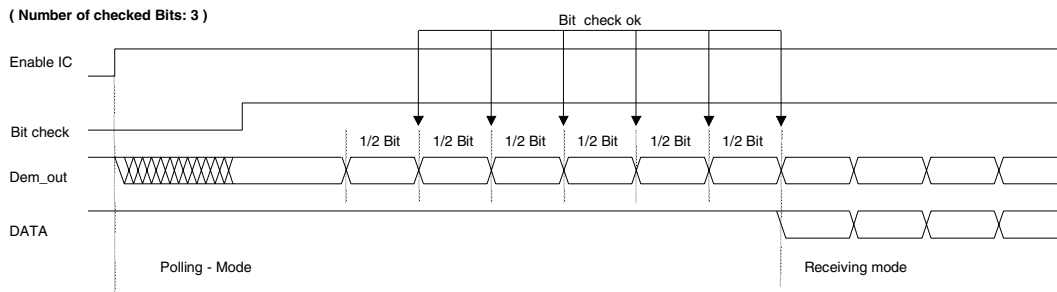 ( Number of checked Bits: 3 )
Bit check ok
Enable IC
Bit check
1/2 Bit 1/2 Bit 1/2 Bit 1/2 Bit 1/2 Bit 1/2 Bit
Dem_out
DATA
Polling - Mode Receiving mode